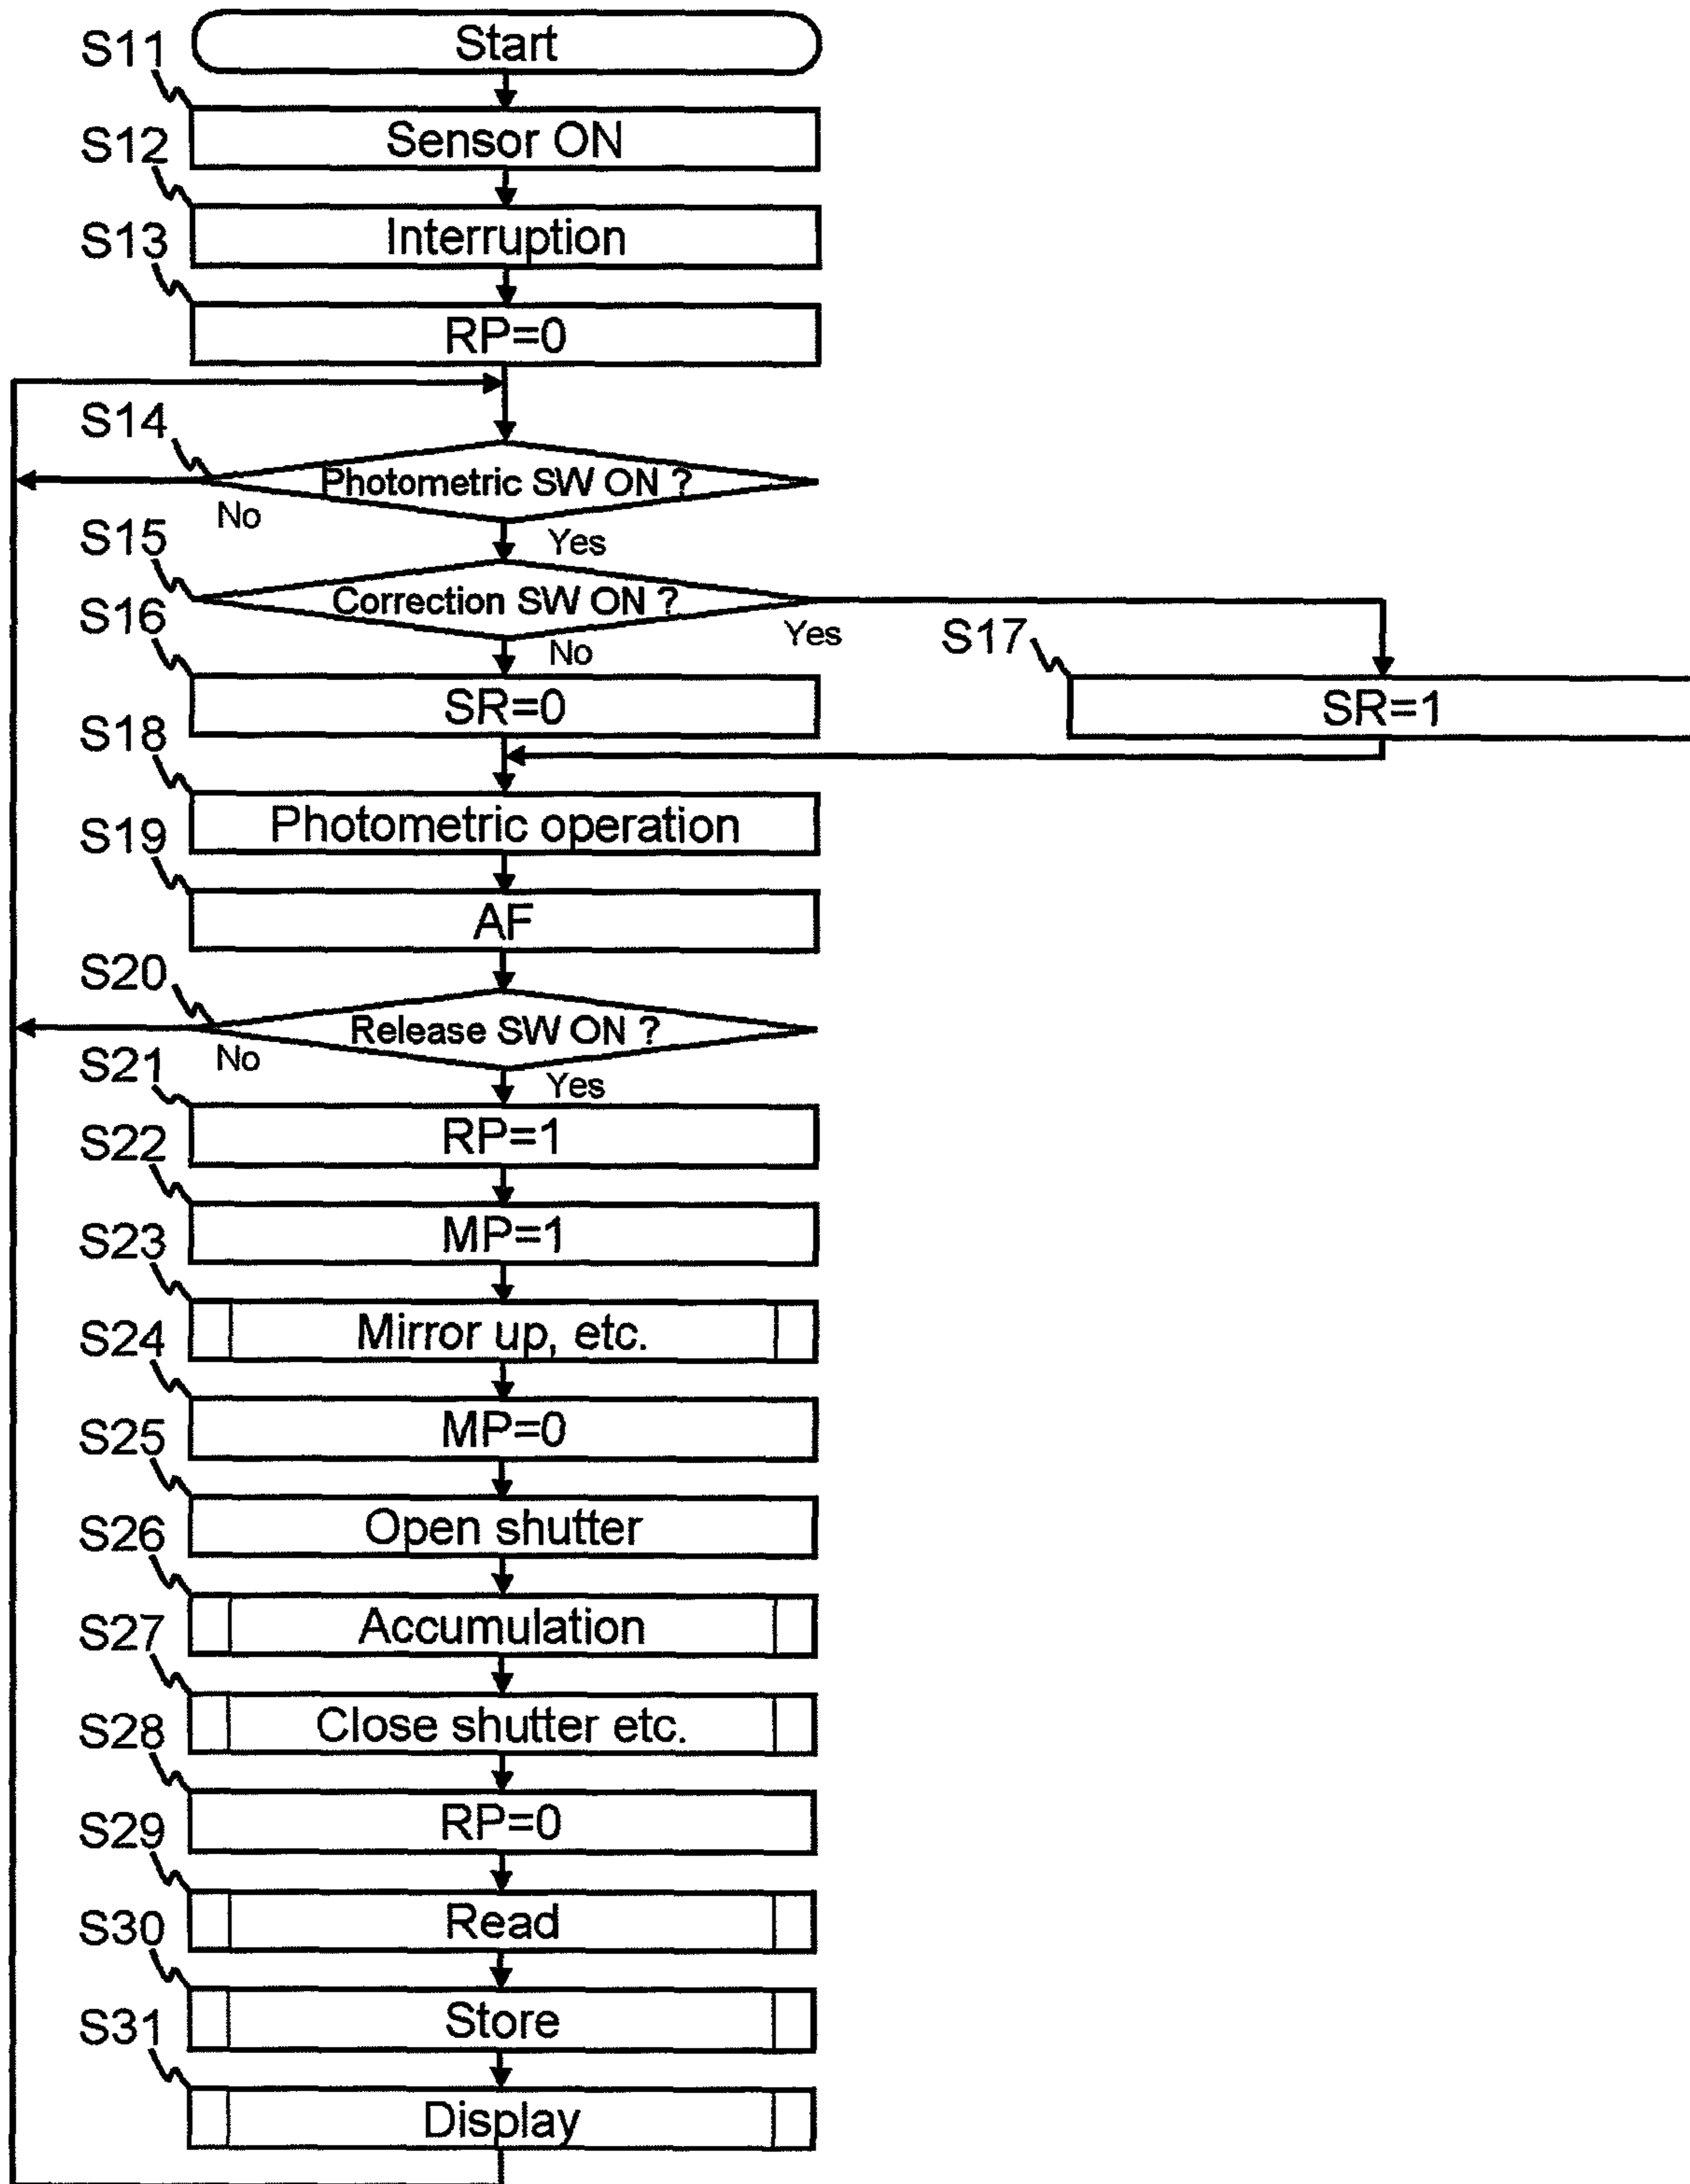 Start
S11
Sensor ON
S12
Interruption
S13
RP=0
S14
Photometric SW ON ?
No
Yes
S15
Correction SW ON ?
Yes
No
S16
SR=0
S17
SR=1
S18
Photometric operation
S19
AF
S20
Release SW ON ?
No
Yes
S21
RP=1
S22
MP=1
S23
Mirror up, etc.
S24
MP=0
S25
Open shutter
S26
Accumulation
S27
Close shutter etc.
S28
RP=0
S29
Read
S30
Store
S31
Display